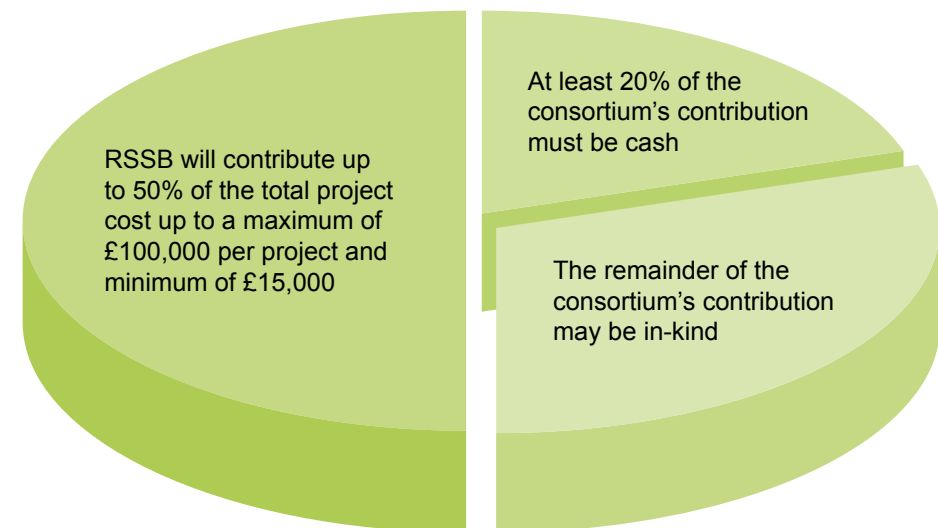 RSSB will contribute up
to 50% of the total project
cost up to a maximum of
£100,000 per project and
minimum of £15,000
At least 20% of the
consortium’s contribution
must be cash
The remainder of the
consortium’s contribution
may be in-kind